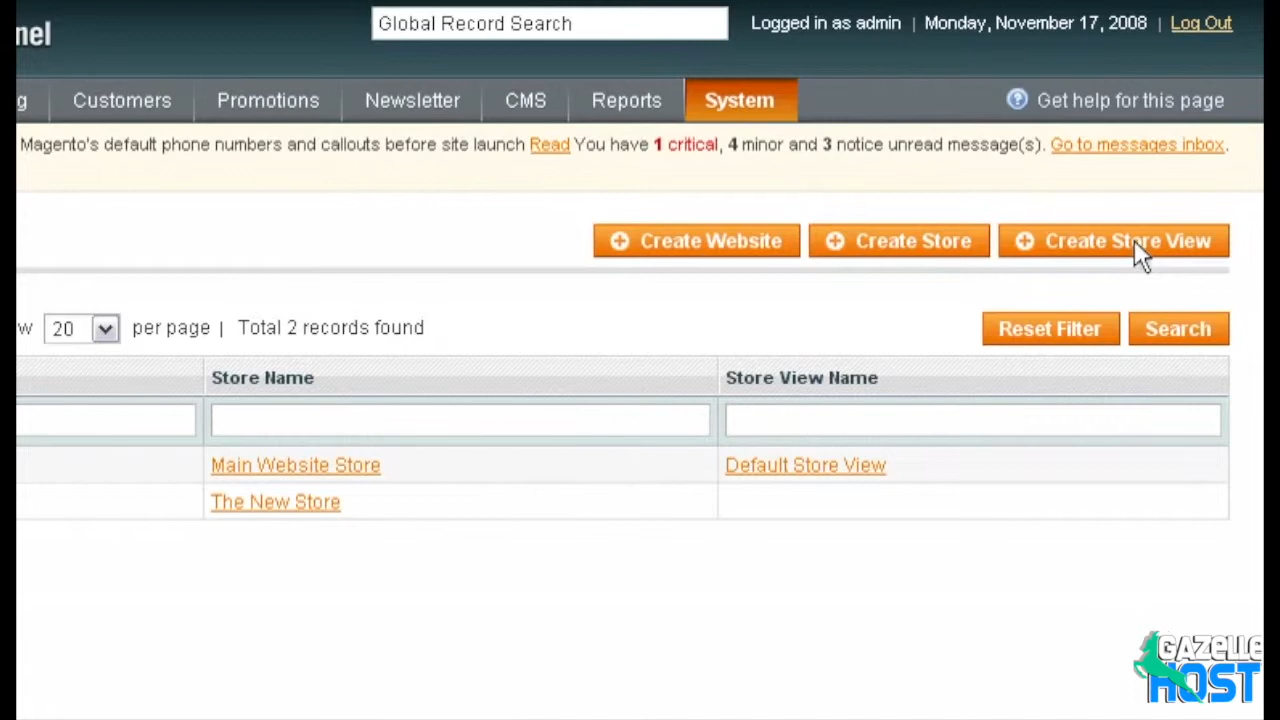 nel
Global Record Search
Logged in as admin | Monday, November 17, 2008 | Log Out
g Customers Promotions Newsletter CMS Reports System Get help for this page
Magento's default phone numbers and callouts before site launch Read You have 1 critical, 4 minor and 3 notice unread message(s). Go to messages inbox.
Create Website Create Store Create Store View
w 20 per page | Total 2 records found Reset Filter Search
Store Name Store View Name
Main Website Store Default Store View
The New Store
GAZELLE
HOST